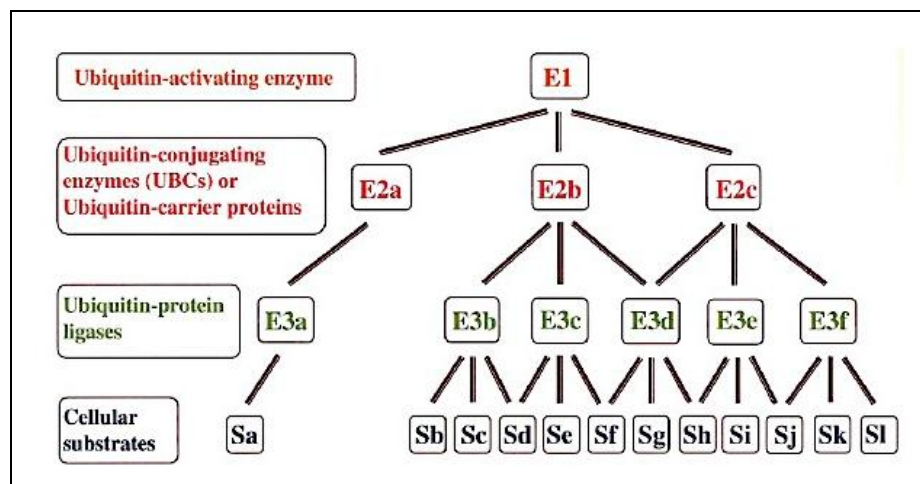 Ubiquitin-activating enzyme
E1
Ubiquitin-conjugating
enzymes (UBCs) or
Ubiquitin-carrier proteins
E2a E2b E2c
Ubiquitin-protein
ligases
E3a E3b E3c E3d E3e E3f
Cellular
substrates
Sa Sb Sc Sd Se Sf Sg Sh Si Sj Sk Sl